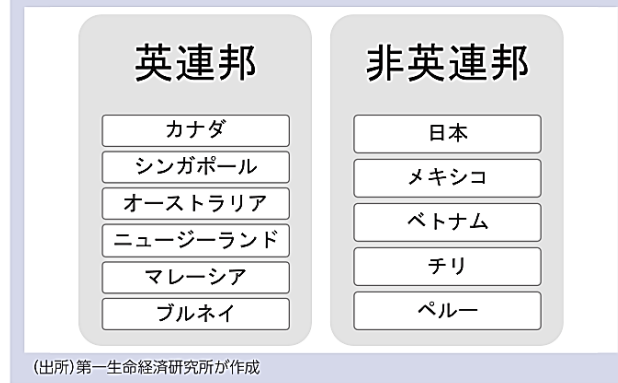 英連邦
カナダ
シンガポール
オーストラリア
ニュージーランド
マレーシア
ブルネイ
非英連邦
日本
メキシコ
ベトナム
チリ
ペルー
(出所)第一生命経済研究所が作成